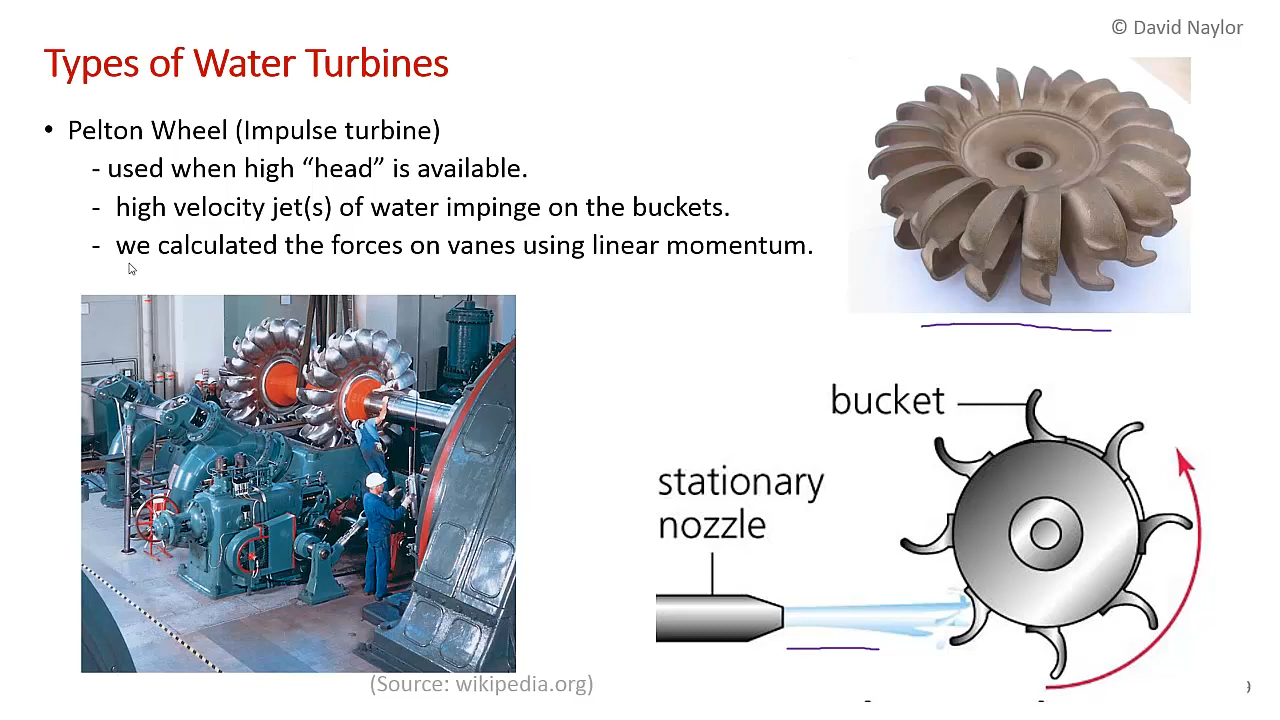 © David Naylor
Types of Water Turbines
• Pelton Wheel (Impulse turbine)
- used when high “head” is available.
- high velocity jet(s) of water impinge on the buckets.
- we calculated the forces on vanes using linear momentum.
bucket
stationary
nozzle
(Source: wikipedia.org)